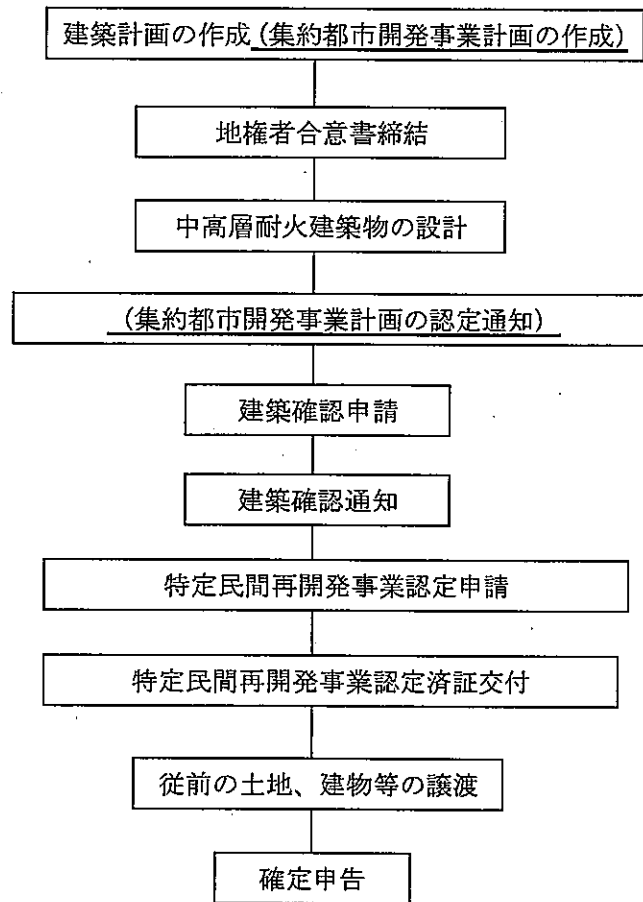 建築計画の作成(集約都市開発事業計画の作成)
地権者合意書締結
中高層耐火建築物の設計
(集約都市開発事業計画の認定通知)
建築確認申請
建築確認通知
特定民間再開発事業認定申請
特定民間再開発事業認定済証交付
従前の土地、建物等の譲渡
確定申告